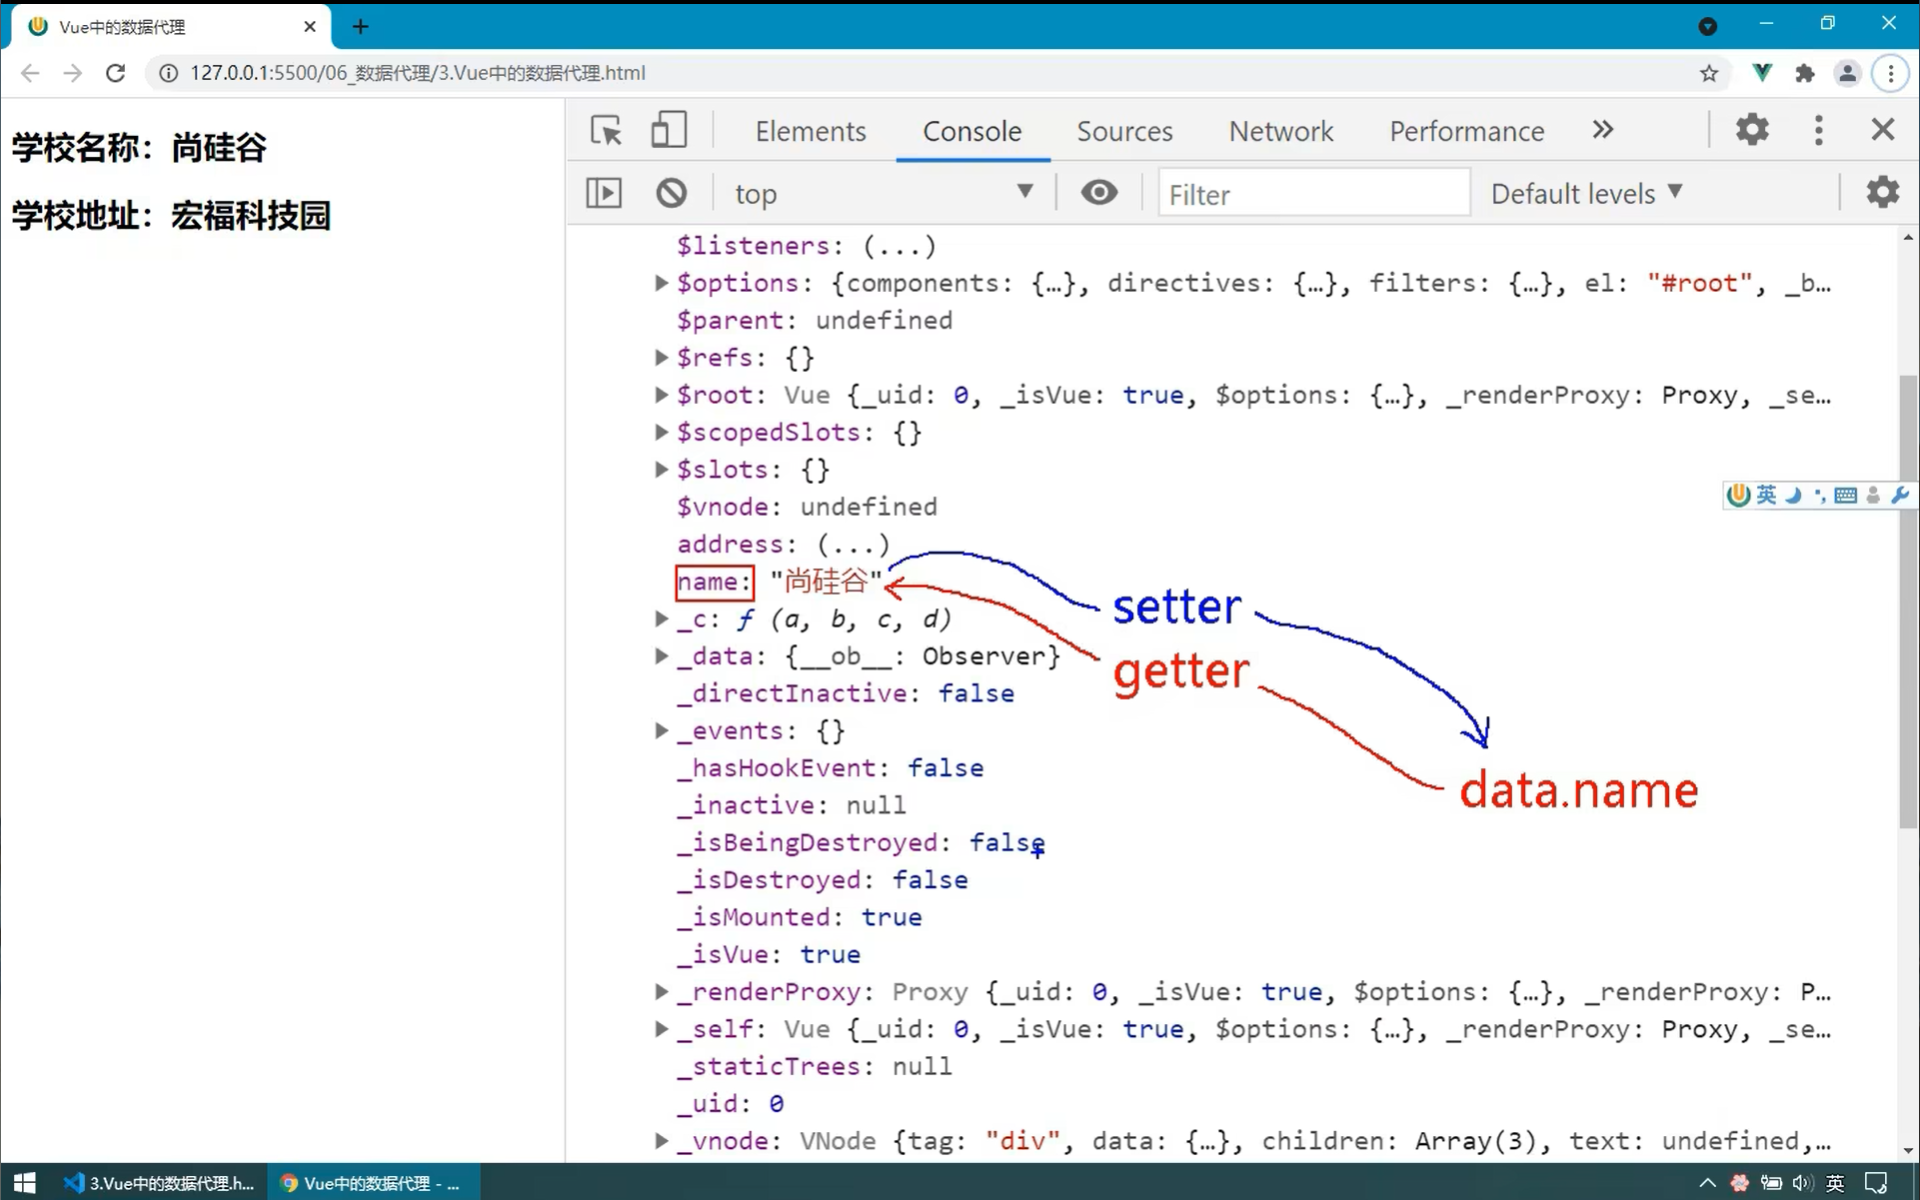 Vue中的数据代理
127.0.0.1:5500/06_数据代理/3.Vue中的数据代理.html
学校名称：尚硅谷
学校地址：宏福科技园
Elements Console Sources Network Performance
top Filter Default levels
$listeners: (...)
$options: {components: {…}, directives: {…}, filters: {…}, el: "#root", _b…
$parent: undefined
$refs: {}
$root: Vue {_uid: 0, _isVue: true, $options: {…}, _renderProxy: Proxy, _se…
$scopedSlots: {}
$slots: {}
$vnode: undefined
address: (...)
name: "尚硅谷"
setter
_c: ƒ (a, b, c, d)
_data: {__ob__: Observer}
getter
_directInactive: false
_events: {}
_hasHookEvent: false
data.name
_inactive: null
_isBeingDestroyed: false
_isDestroyed: false
_isMounted: true
_isVue: true
_renderProxy: Proxy {_uid: 0, _isVue: true, $options: {…}, _renderProxy: P…
_self: Vue {_uid: 0, _isVue: true, $options: {…}, _renderProxy: Proxy, _se…
_staticTrees: null
_uid: 0
_vnode: VNode {tag: "div", data: {…}, children: Array(3), text: undefined,…
英
3.Vue中的数据代理.h... Vue中的数据代理 - ... 英